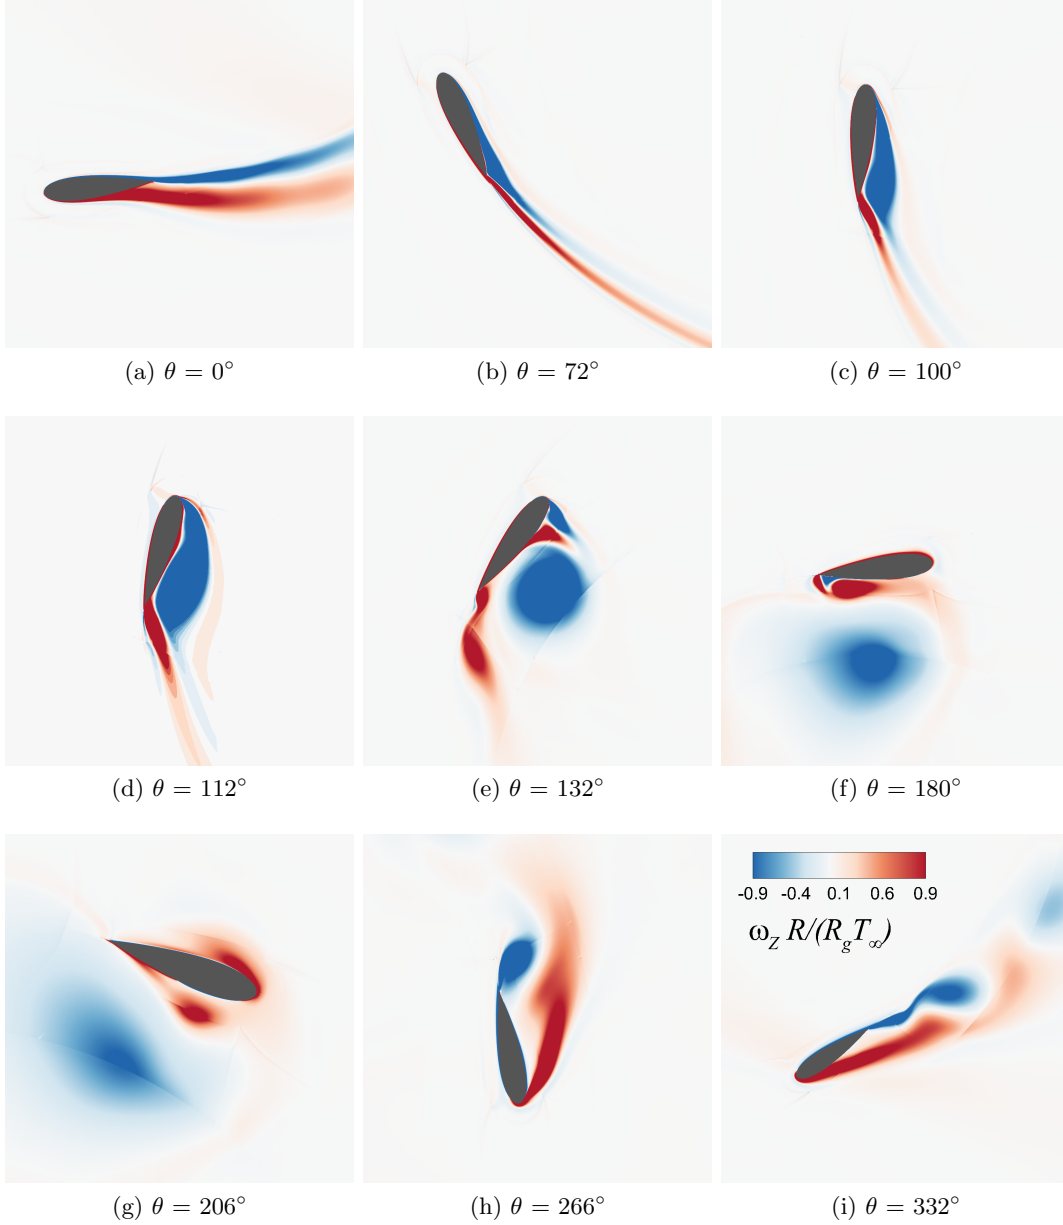 (a) θ = 0°
(b) θ = 72°
(c) θ = 100°
(d) θ = 112°
(e) θ = 132°
(f) θ = 180°
-0.9 -0.4 0.1 0.6 0.9
ω_Z R/(R_g T_∞)
(g) θ = 206°
(h) θ = 266°
(i) θ = 332°